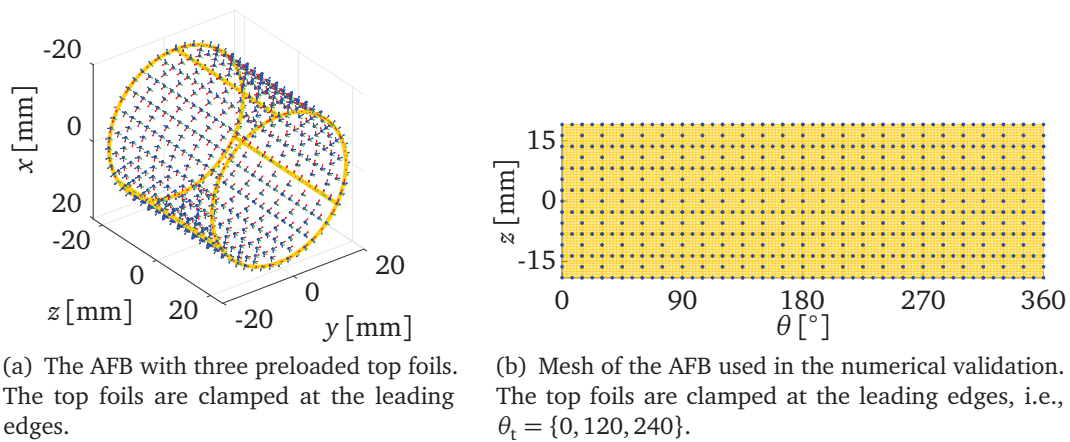 -20
0
20
x [mm]
-20
0
20
z [mm]
-20
0
20
y [mm]
15
0
-15
z [mm]
0 90 180 270 360
θ [°]
(a) The AFB with three preloaded top foils.
The top foils are clamped at the leading
edges.
(b) Mesh of the AFB used in the numerical validation.
The top foils are clamped at the leading edges, i.e.,
θt = {0, 120, 240}.